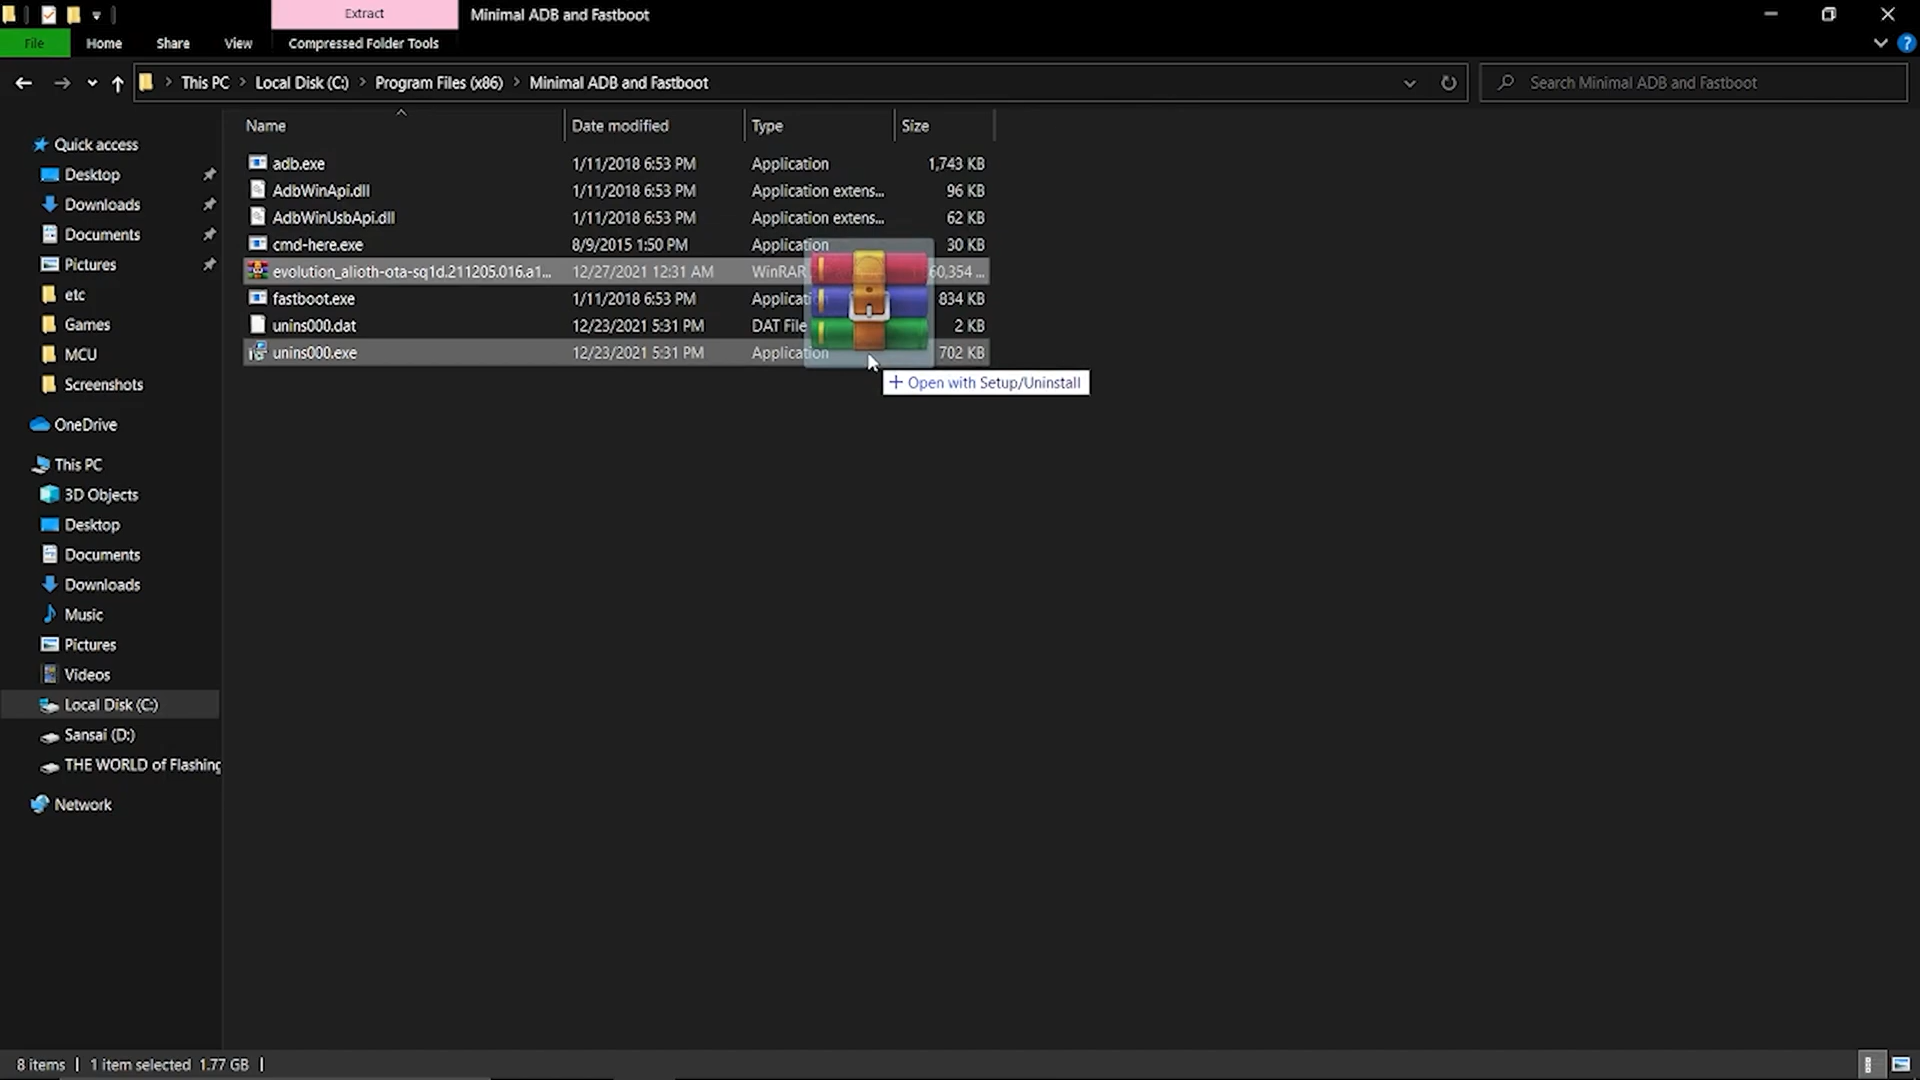 Extract
Minimal ADB and Fastboot
File
Home
Share
View
Compressed Folder Tools
?
This PC
Local Disk (C:)
Program Files (x86)
Minimal ADB and Fastboot
Search Minimal ADB and Fastboot
Name
Date modified
Type
Size
adb.exe
1/11/2018 6:53 PM
Application
1,743 KB
AdbWinApi.dll
1/11/2018 6:53 PM
Application extens...
96 KB
AdbWinUsbApi.dll
1/11/2018 6:53 PM
Application extens...
62 KB
cmd-here.exe
8/9/2015 1:50 PM
Application
30 KB
evolution_alioth-ota-sq1d.211205.016.a1...
12/27/2021 12:31 AM
WinRAR
60,354 ...
fastboot.exe
1/11/2018 6:53 PM
Applicati
834 KB
unins000.dat
12/23/2021 5:31 PM
DAT File
2 KB
unins000.exe
12/23/2021 5:31 PM
Application
702 KB
+ Open with Setup/Uninstall
Quick access
Desktop
Downloads
Documents
Pictures
etc
Games
MCU
Screenshots
OneDrive
This PC
3D Objects
Desktop
Documents
Downloads
Music
Pictures
Videos
Local Disk (C:)
Sansai (D:)
THE WORLD of Flashing
Network
8 items
1 item selected 1.77 GB